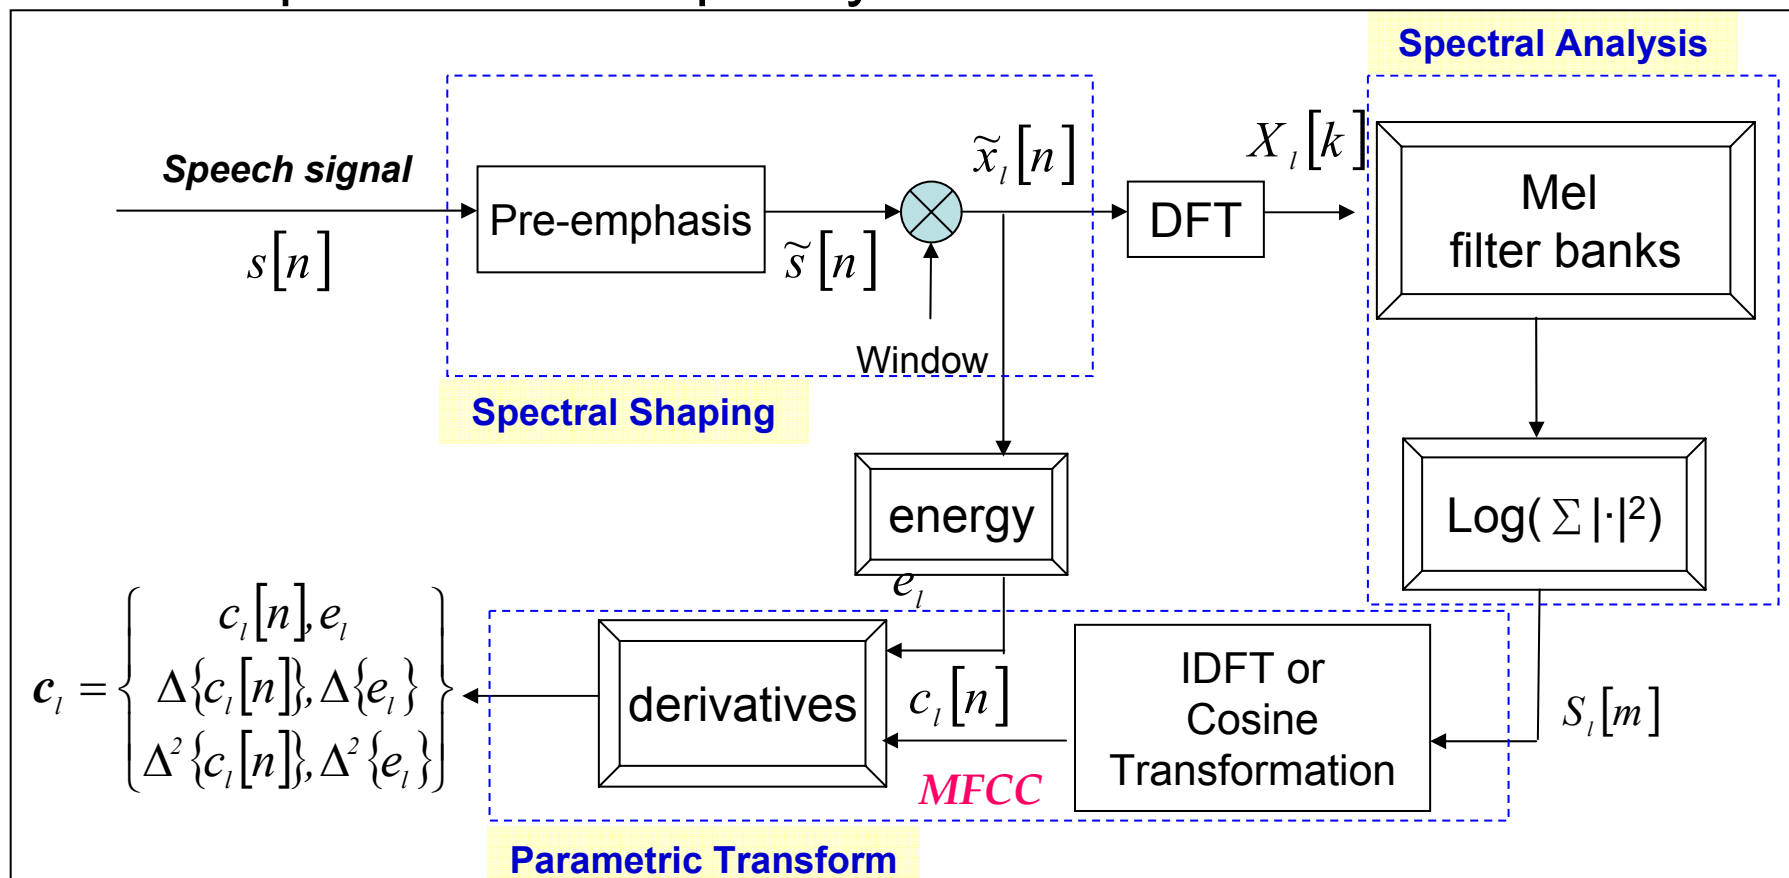 Spectral Analysis
Speech signal
s[n]
Pre-emphasis
s̃[n]
x̃_l[n]
Window
DFT
X_l[k]
Mel
filter banks
Spectral Shaping
energy
e_l
Log(∑|·|²)
S_l[m]
IDFT or
Cosine
Transformation
c_l[n]
MFCC
derivatives
c_l = { c_l[n], e_l
Δ{c_l[n]}, Δ{e_l}
Δ²{c_l[n]}, Δ²{e_l} }
Parametric Transform